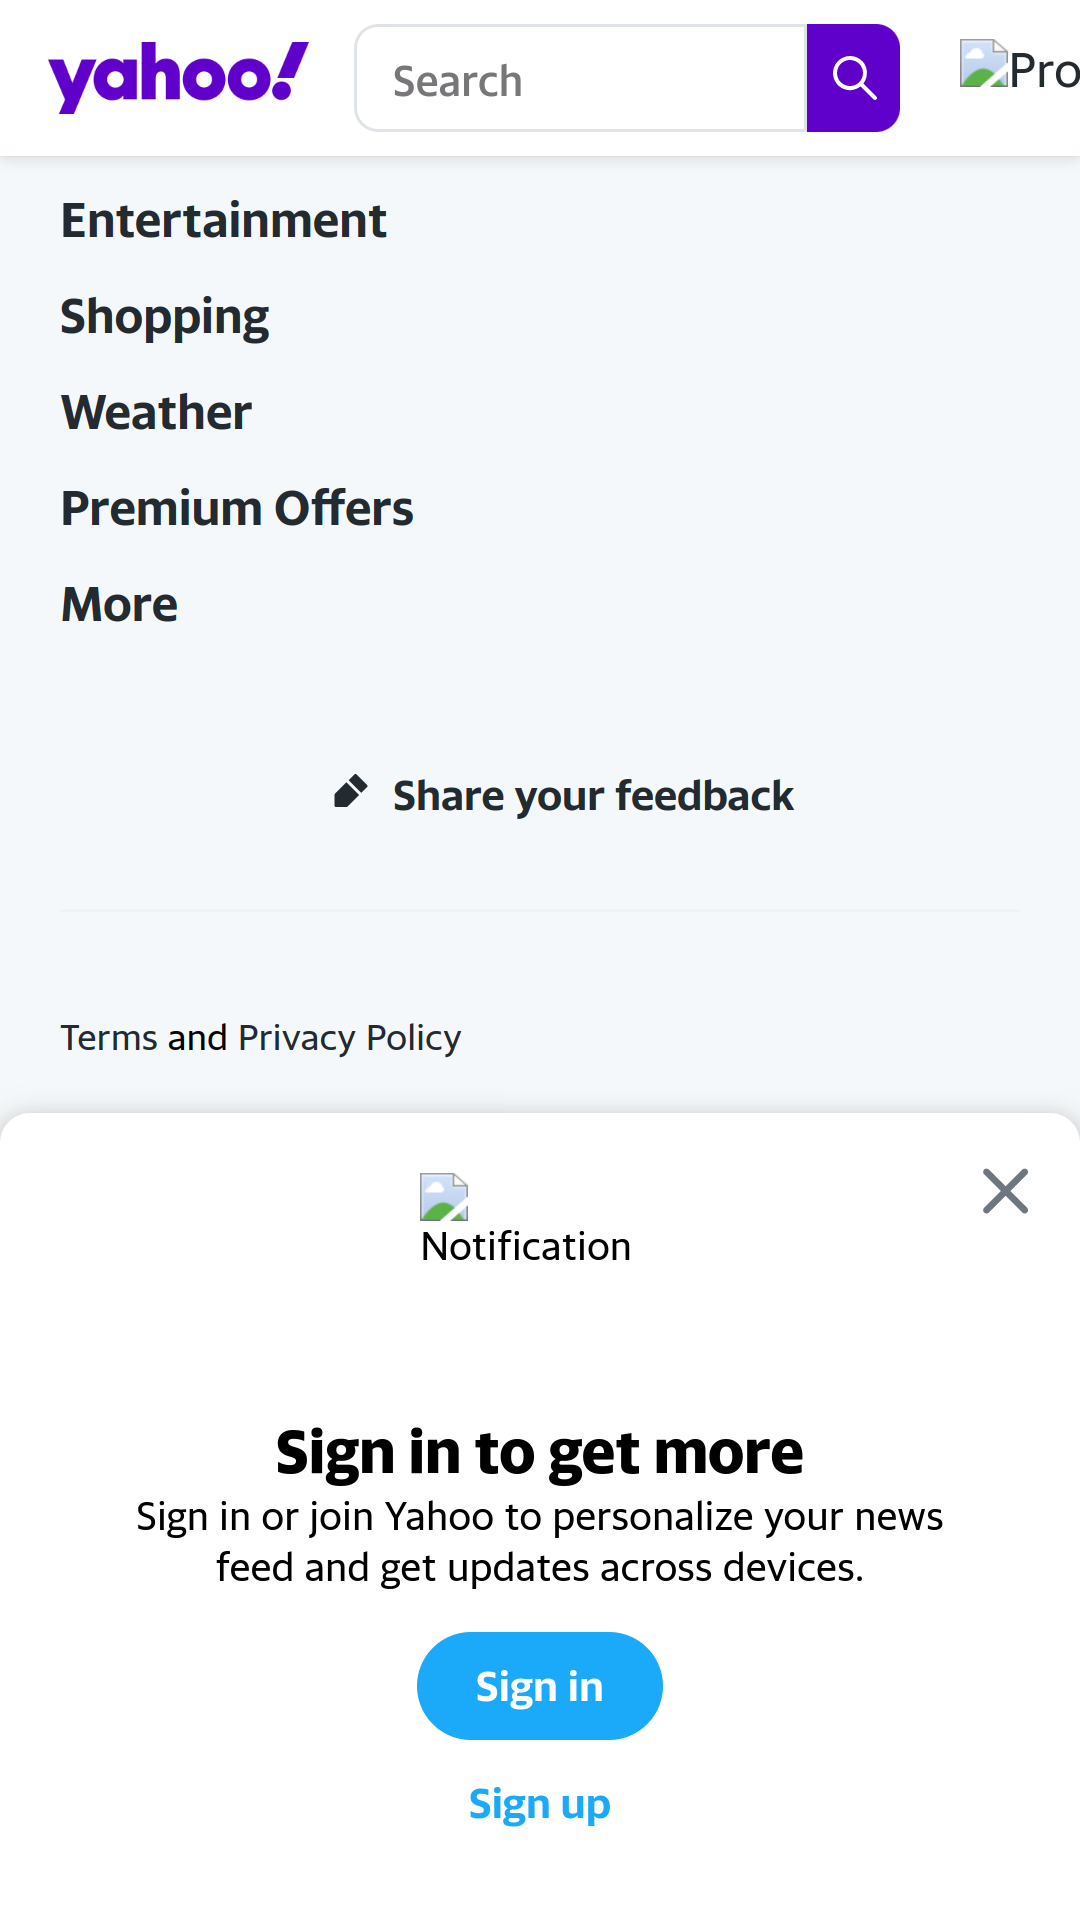 yahoo!
Search
Pro
Entertainment
Shopping
Weather
Premium Offers
More
Share your feedback
Terms and Privacy Policy
Notification
Sign in to get more
Sign in or join Yahoo to personalize your news
feed and get updates across devices.
Sign in
Sign up